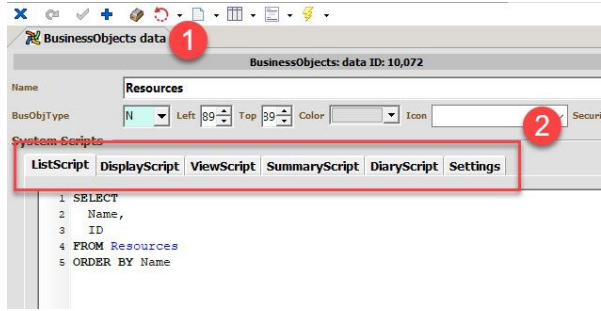 BusinessObjects data
1
BusinessObjects: data ID: 10,072
Name Resources
BusObjType N Left 89 Top 39 Color Icon
2
System Scripts
ListScript DisplayScript ViewScript SummaryScript DiaryScript Settings
1 SELECT
2 Name,
3 ID
4 FROM Resources
5 ORDER BY Name